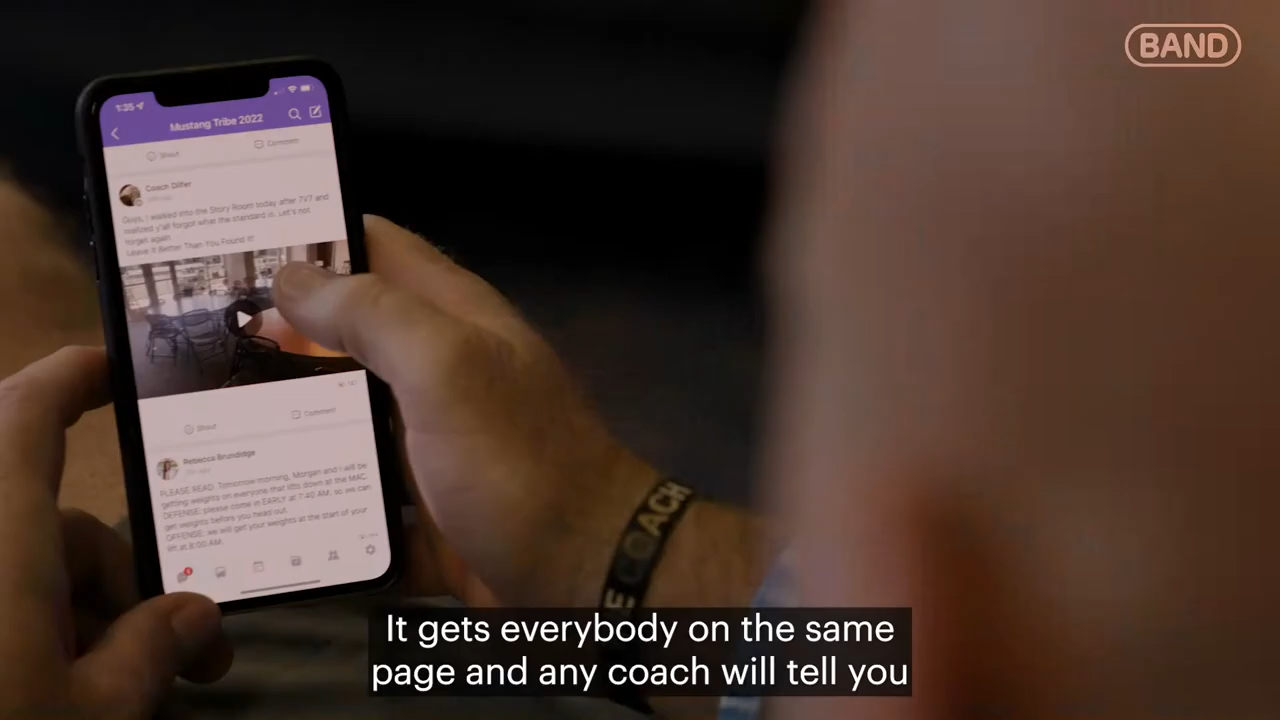 BAND
1:35
Mustang Tribe 2022
Shout
Comment
Coach Dilfer
Guys, I walked into the Story Room today after 7V7 and
realized y'all forgot what the standard is. Let's not
forget again.
Leave It Better Than You Found It!
Shout
Comment
Rebecca Brundidge
PLEASE READ: Tomorrow morning, Morgan and I will be
getting weights on everyone that lifts down at the MAC.
DEFENSE: please come in EARLY at 7:40 AM, so we can
get weights before you head out.
OFFENSE: we will get your weights at the start of your
lift at 8:00 AM.
E COACH
It gets everybody on the same
page and any coach will tell you